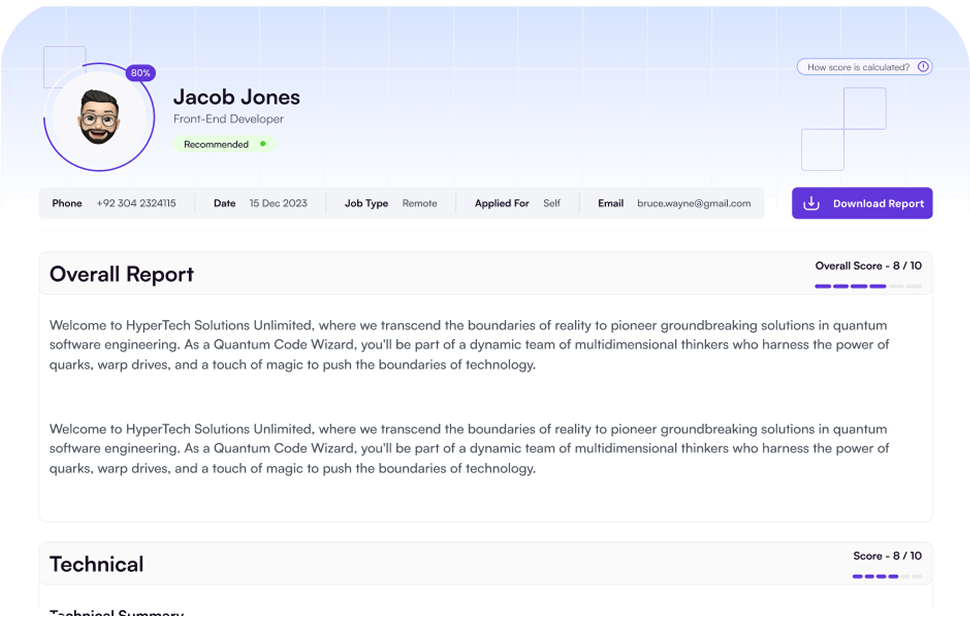 80%
How score is calculated?
Jacob Jones
Front-End Developer
Recommended
Phone +92 304 2324115 Date 15 Dec 2023 Job Type Remote Applied For Self Email bruce.wayne@gmail.com
Download Report
Overall Report
Overall Score - 8 / 10
Welcome to HyperTech Solutions Unlimited, where we transcend the boundaries of reality to pioneer groundbreaking solutions in quantum
software engineering. As a Quantum Code Wizard, you'll be part of a dynamic team of multidimensional thinkers who harness the power of
quarks, warp drives, and a touch of magic to push the boundaries of technology.
Welcome to HyperTech Solutions Unlimited, where we transcend the boundaries of reality to pioneer groundbreaking solutions in quantum
software engineering. As a Quantum Code Wizard, you'll be part of a dynamic team of multidimensional thinkers who harness the power of
quarks, warp drives, and a touch of magic to push the boundaries of technology.
Technical
Score - 8 / 10
Technical Summary